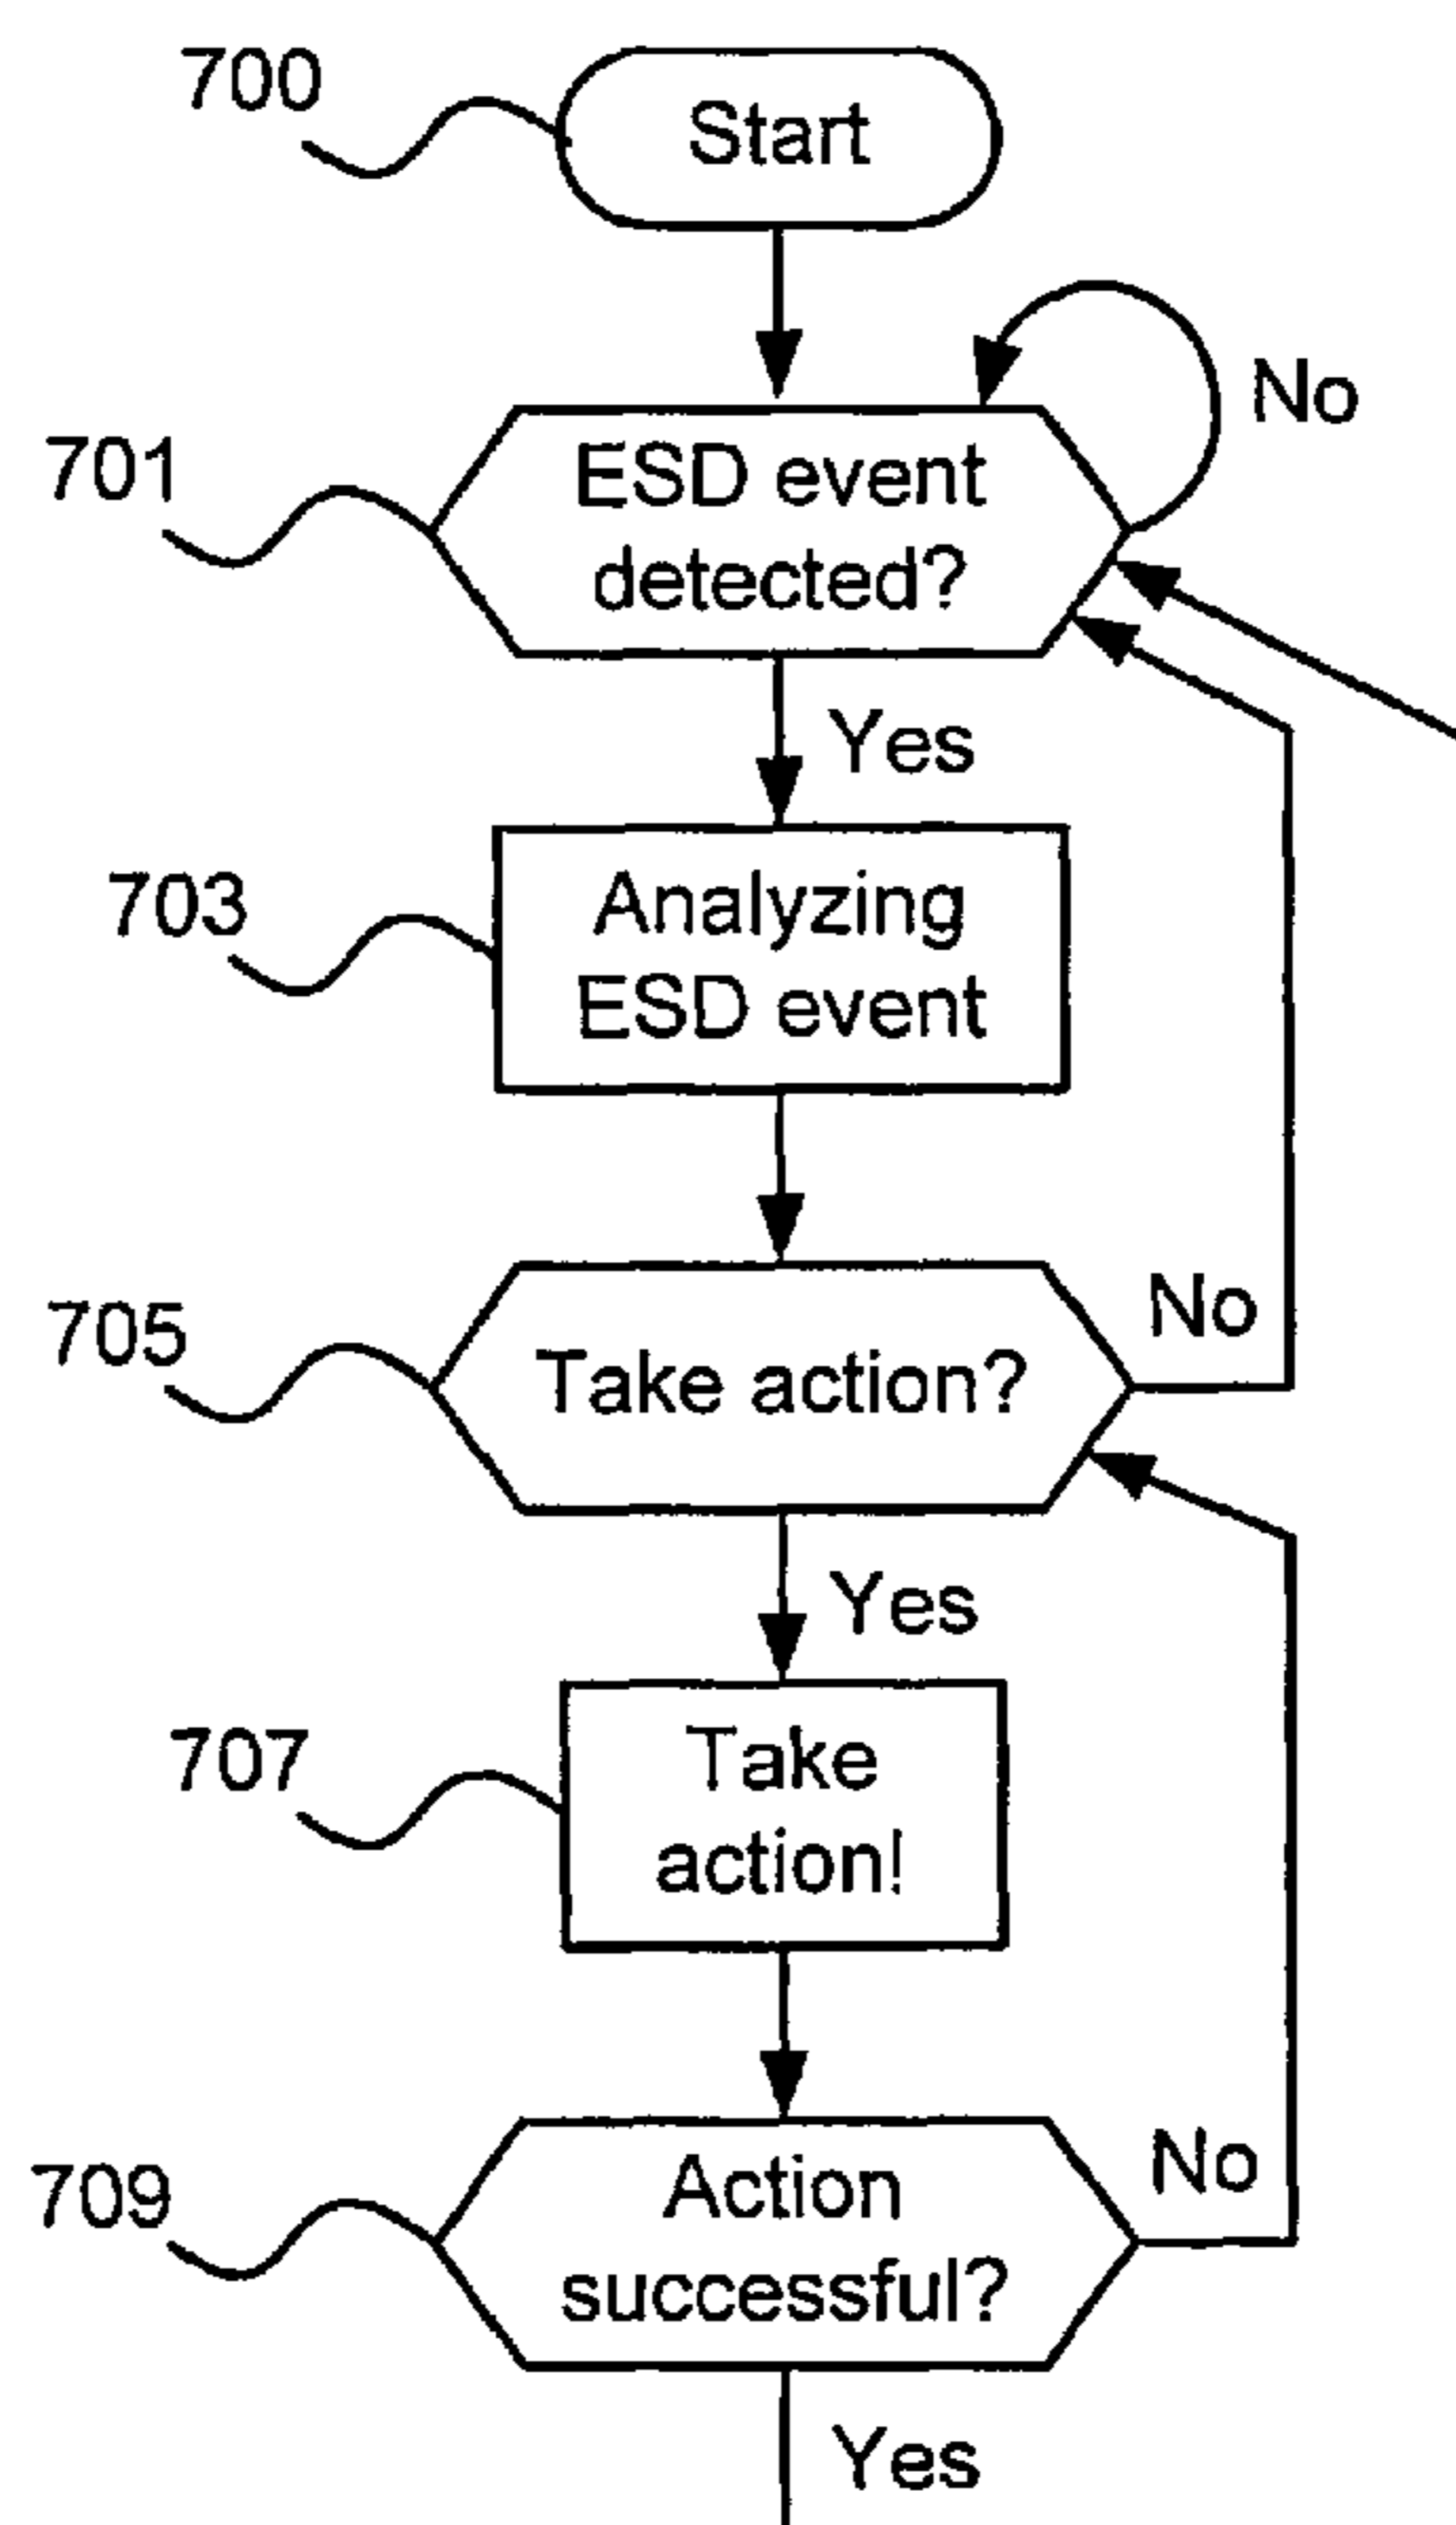 700
Start
No
701
ESD event
detected?
Yes
703
Analyzing
ESD event
705
Take action?
No
Yes
707
Take
action!
709
Action
successful?
No
Yes